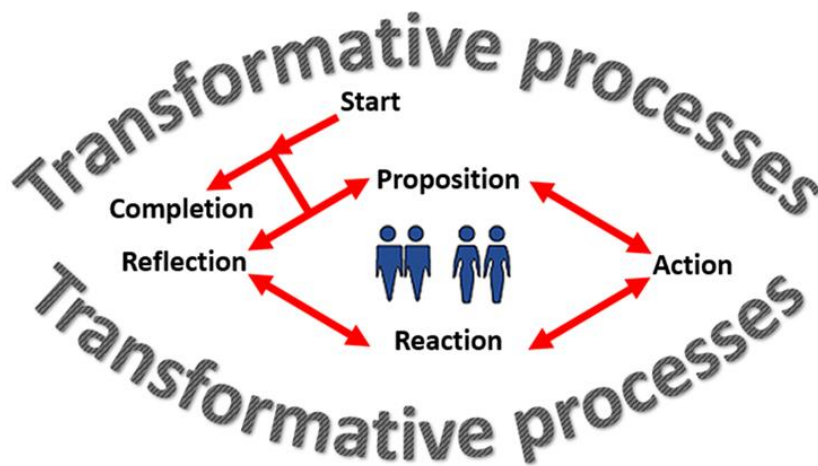 Transformative processes
Start
Proposition
Completion
Reflection
Action
Reaction
Transformative processes